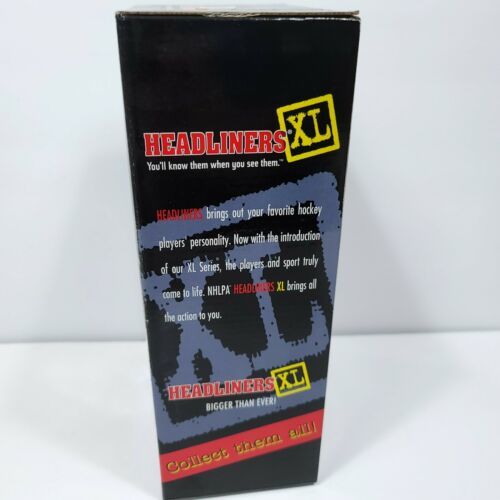 HEADLINERS® XL
You'll know them when you see them.™
HEADLINERS brings out your favorite hockey
players' personality. Now with the introduction
of our XL Series, the players and sport truly
come to life. NHLPA HEADLINERS XL brings all
the action to you.
XL
HEADLINERS XL
BIGGER THAN EVER!
Collect them all!